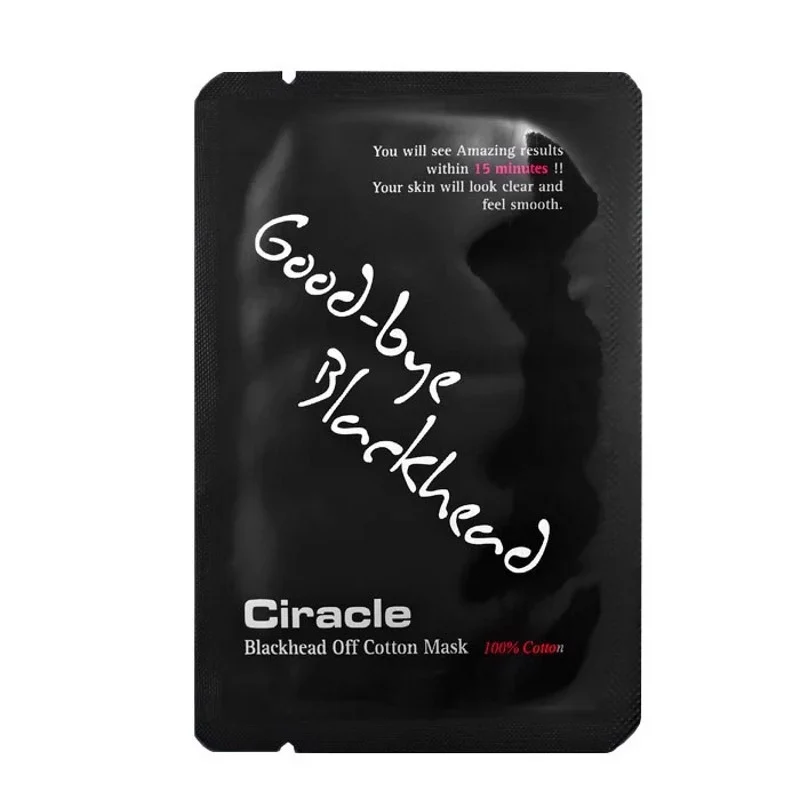 You will see Amazing results
within 15 minutes !!
Your skin will look clear and
feel smooth.
Good-bye
Blackhead
Ciracle
Blackhead Off Cotton Mask 100% Cotton